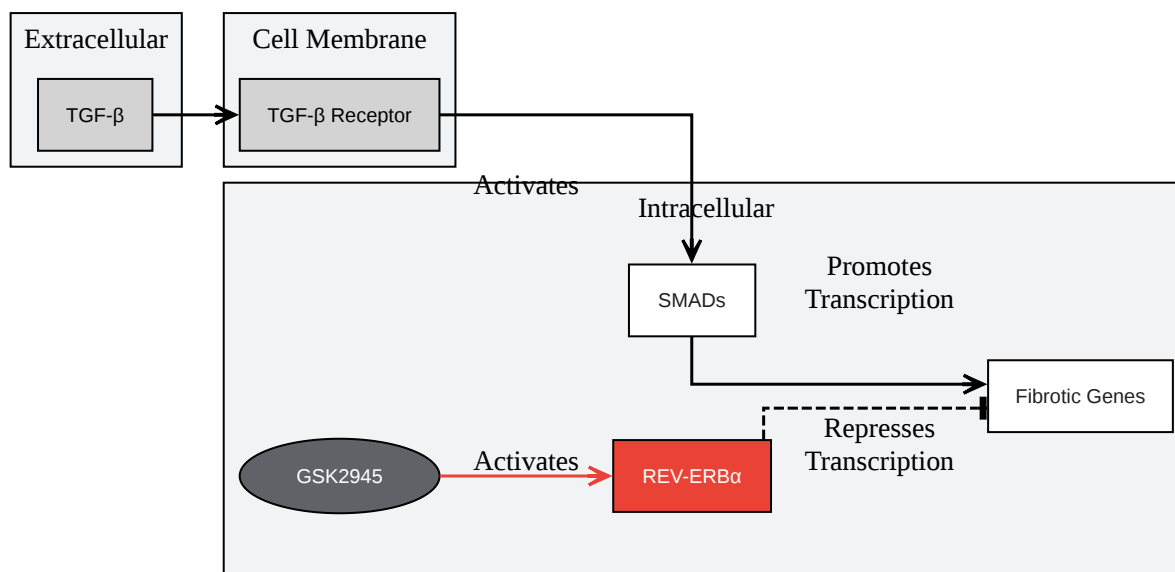 Extracellular
Cell Membrane
TGF-β
TGF-β Receptor
Activates
Intracellular
Promotes
Transcription
SMADs
Fibrotic Genes
Represses
Transcription
GSK2945
Activates
REV-ERBα